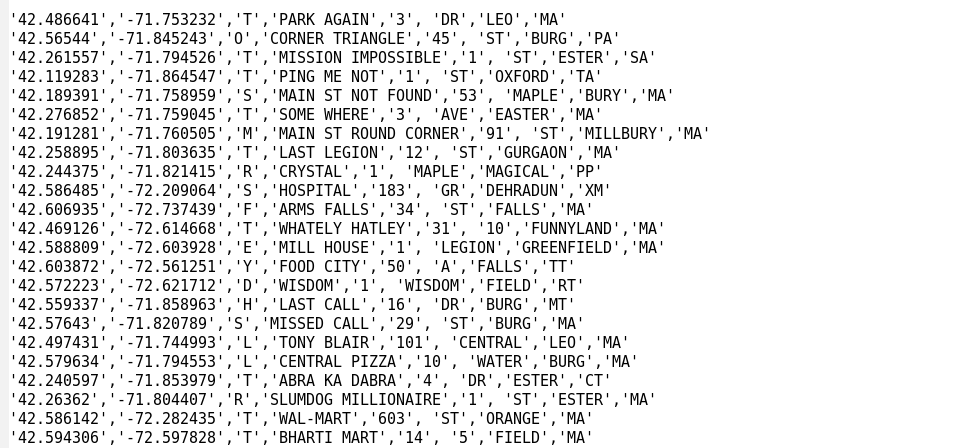 '42.486641','-71.753232','T','PARK AGAIN','3', 'DR','LEO','MA'
'42.56544','-71.845243','O','CORNER TRIANGLE','45', 'ST','BURG','PA'
'42.261557','-71.794526','T','MISSION IMPOSSIBLE','1', 'ST','ESTER','SA'
'42.119283','-71.864547','T','PING ME NOT','1', 'ST','OXFORD','TA'
'42.189391','-71.758959','S','MAIN ST NOT FOUND','53', 'MAPLE','BURY','MA'
'42.276852','-71.759045','T','SOME WHERE','3', 'AVE','EASTER','MA'
'42.191281','-71.760505','M','MAIN ST ROUND CORNER','91', 'ST','MILLBURY','MA'
'42.258895','-71.803635','T','LAST LEGION','12', 'ST','GURGAON','MA'
'42.244375','-71.821415','R','CRYSTAL','1', 'MAPLE','MAGICAL','PP'
'42.586485','-72.209064','S','HOSPITAL','183', 'GR','DEHRADUN','XM'
'42.606935','-72.737439','F','ARMS FALLS','34', 'ST','FALLS','MA'
'42.469126','-72.614668','T','WHATELY HATLEY','31', '10','FUNNYLAND','MA'
'42.588809','-72.603928','E','MILL HOUSE','1', 'LEGION','GREENFIELD','MA'
'42.603872','-72.561251','Y','FOOD CITY','50', 'A','FALLS','TT'
'42.572223','-72.621712','D','WISDOM','1', 'WISDOM','FIELD','RT'
'42.559337','-71.858963','H','LAST CALL','16', 'DR','BURG','MT'
'42.57643','-71.820789','S','MISSED CALL','29', 'ST','BURG','MA'
'42.497431','-71.744993','L','TONY BLAIR','101', 'CENTRAL','LEO','MA'
'42.579634','-71.794553','L','CENTRAL PIZZA','10', 'WATER','BURG','MA'
'42.240597','-71.853979','T','ABRA KA DABRA','4', 'DR','ESTER','CT'
'42.26362','-71.804407','R','SLUMDOG MILLIONAIRE','1', 'ST','ESTER','MA'
'42.586142','-72.282435','T','WAL-MART','603', 'ST','ORANGE','MA'
'42.594306','-72.597828','T','BHARTI MART','14', '5','FIELD','MA'